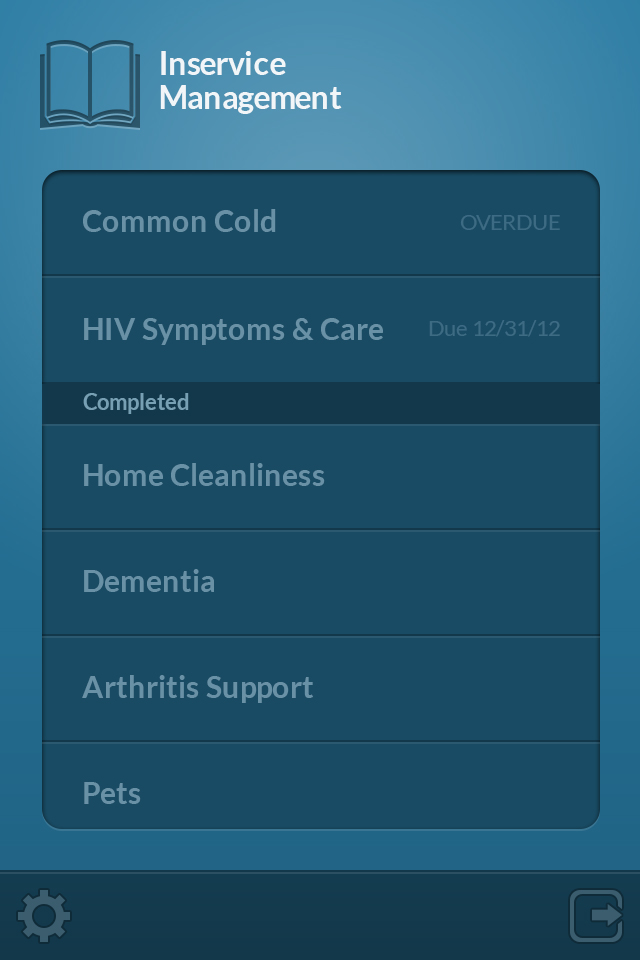 Inservice
Management
Common Cold OVERDUE
HIV Symptoms & Care Due 12/31/12
Completed
Home Cleanliness
Dementia
Arthritis Support
Pets